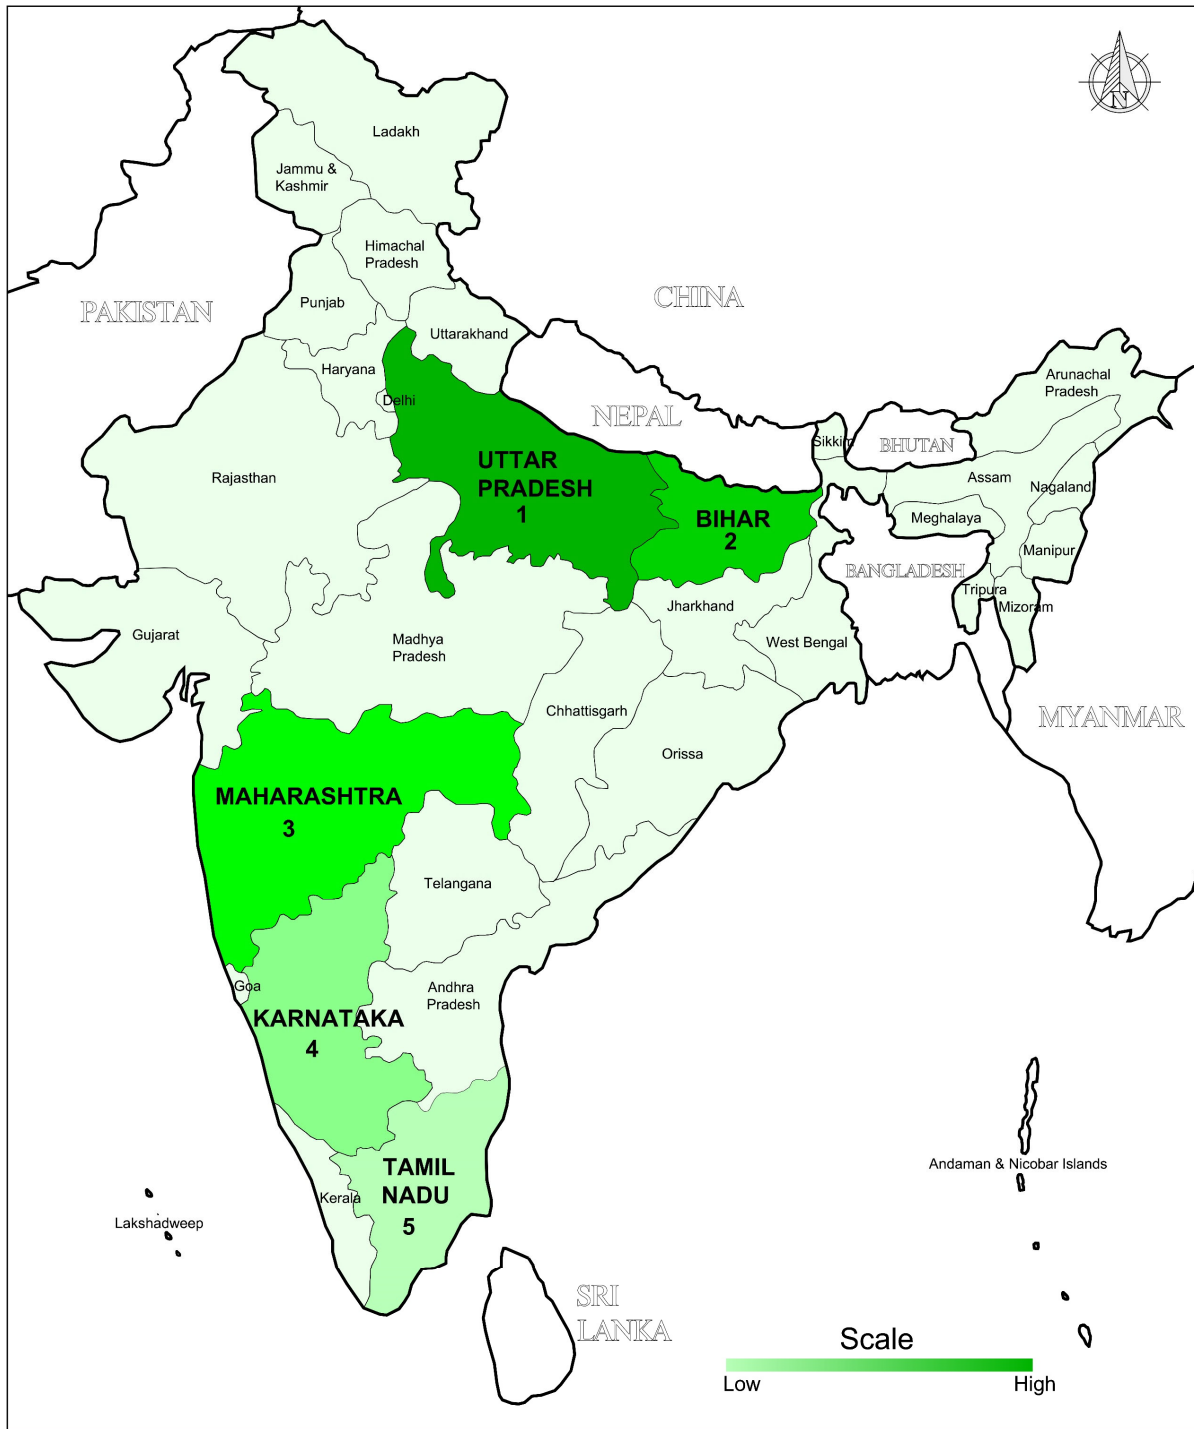 N
Ladakh
Jammu &
Kashmir
Himachal
Pradesh
PAKISTAN
Punjab
CHINA
Uttarakhand
Haryana
Delhi
Arunachal
Pradesh
NEPAL
Sikkim
BHUTAN
Rajasthan
UTTAR
PRADESH
1
Assam
Nagaland
BIHAR
2
Meghalaya
Manipur
BANGLADESH
Tripura
Mizoram
Jharkhand
Gujarat
Madhya
Pradesh
West Bengal
Chhattisgarh
Orissa
MYANMAR
MAHARASHTRA
3
Telangana
Goa
Andhra
Pradesh
KARNATAKA
4
Andaman & Nicobar Islands
TAMIL
NADU
5
Kerala
Lakshadweep
SRI
LANKA
Scale
Low
High